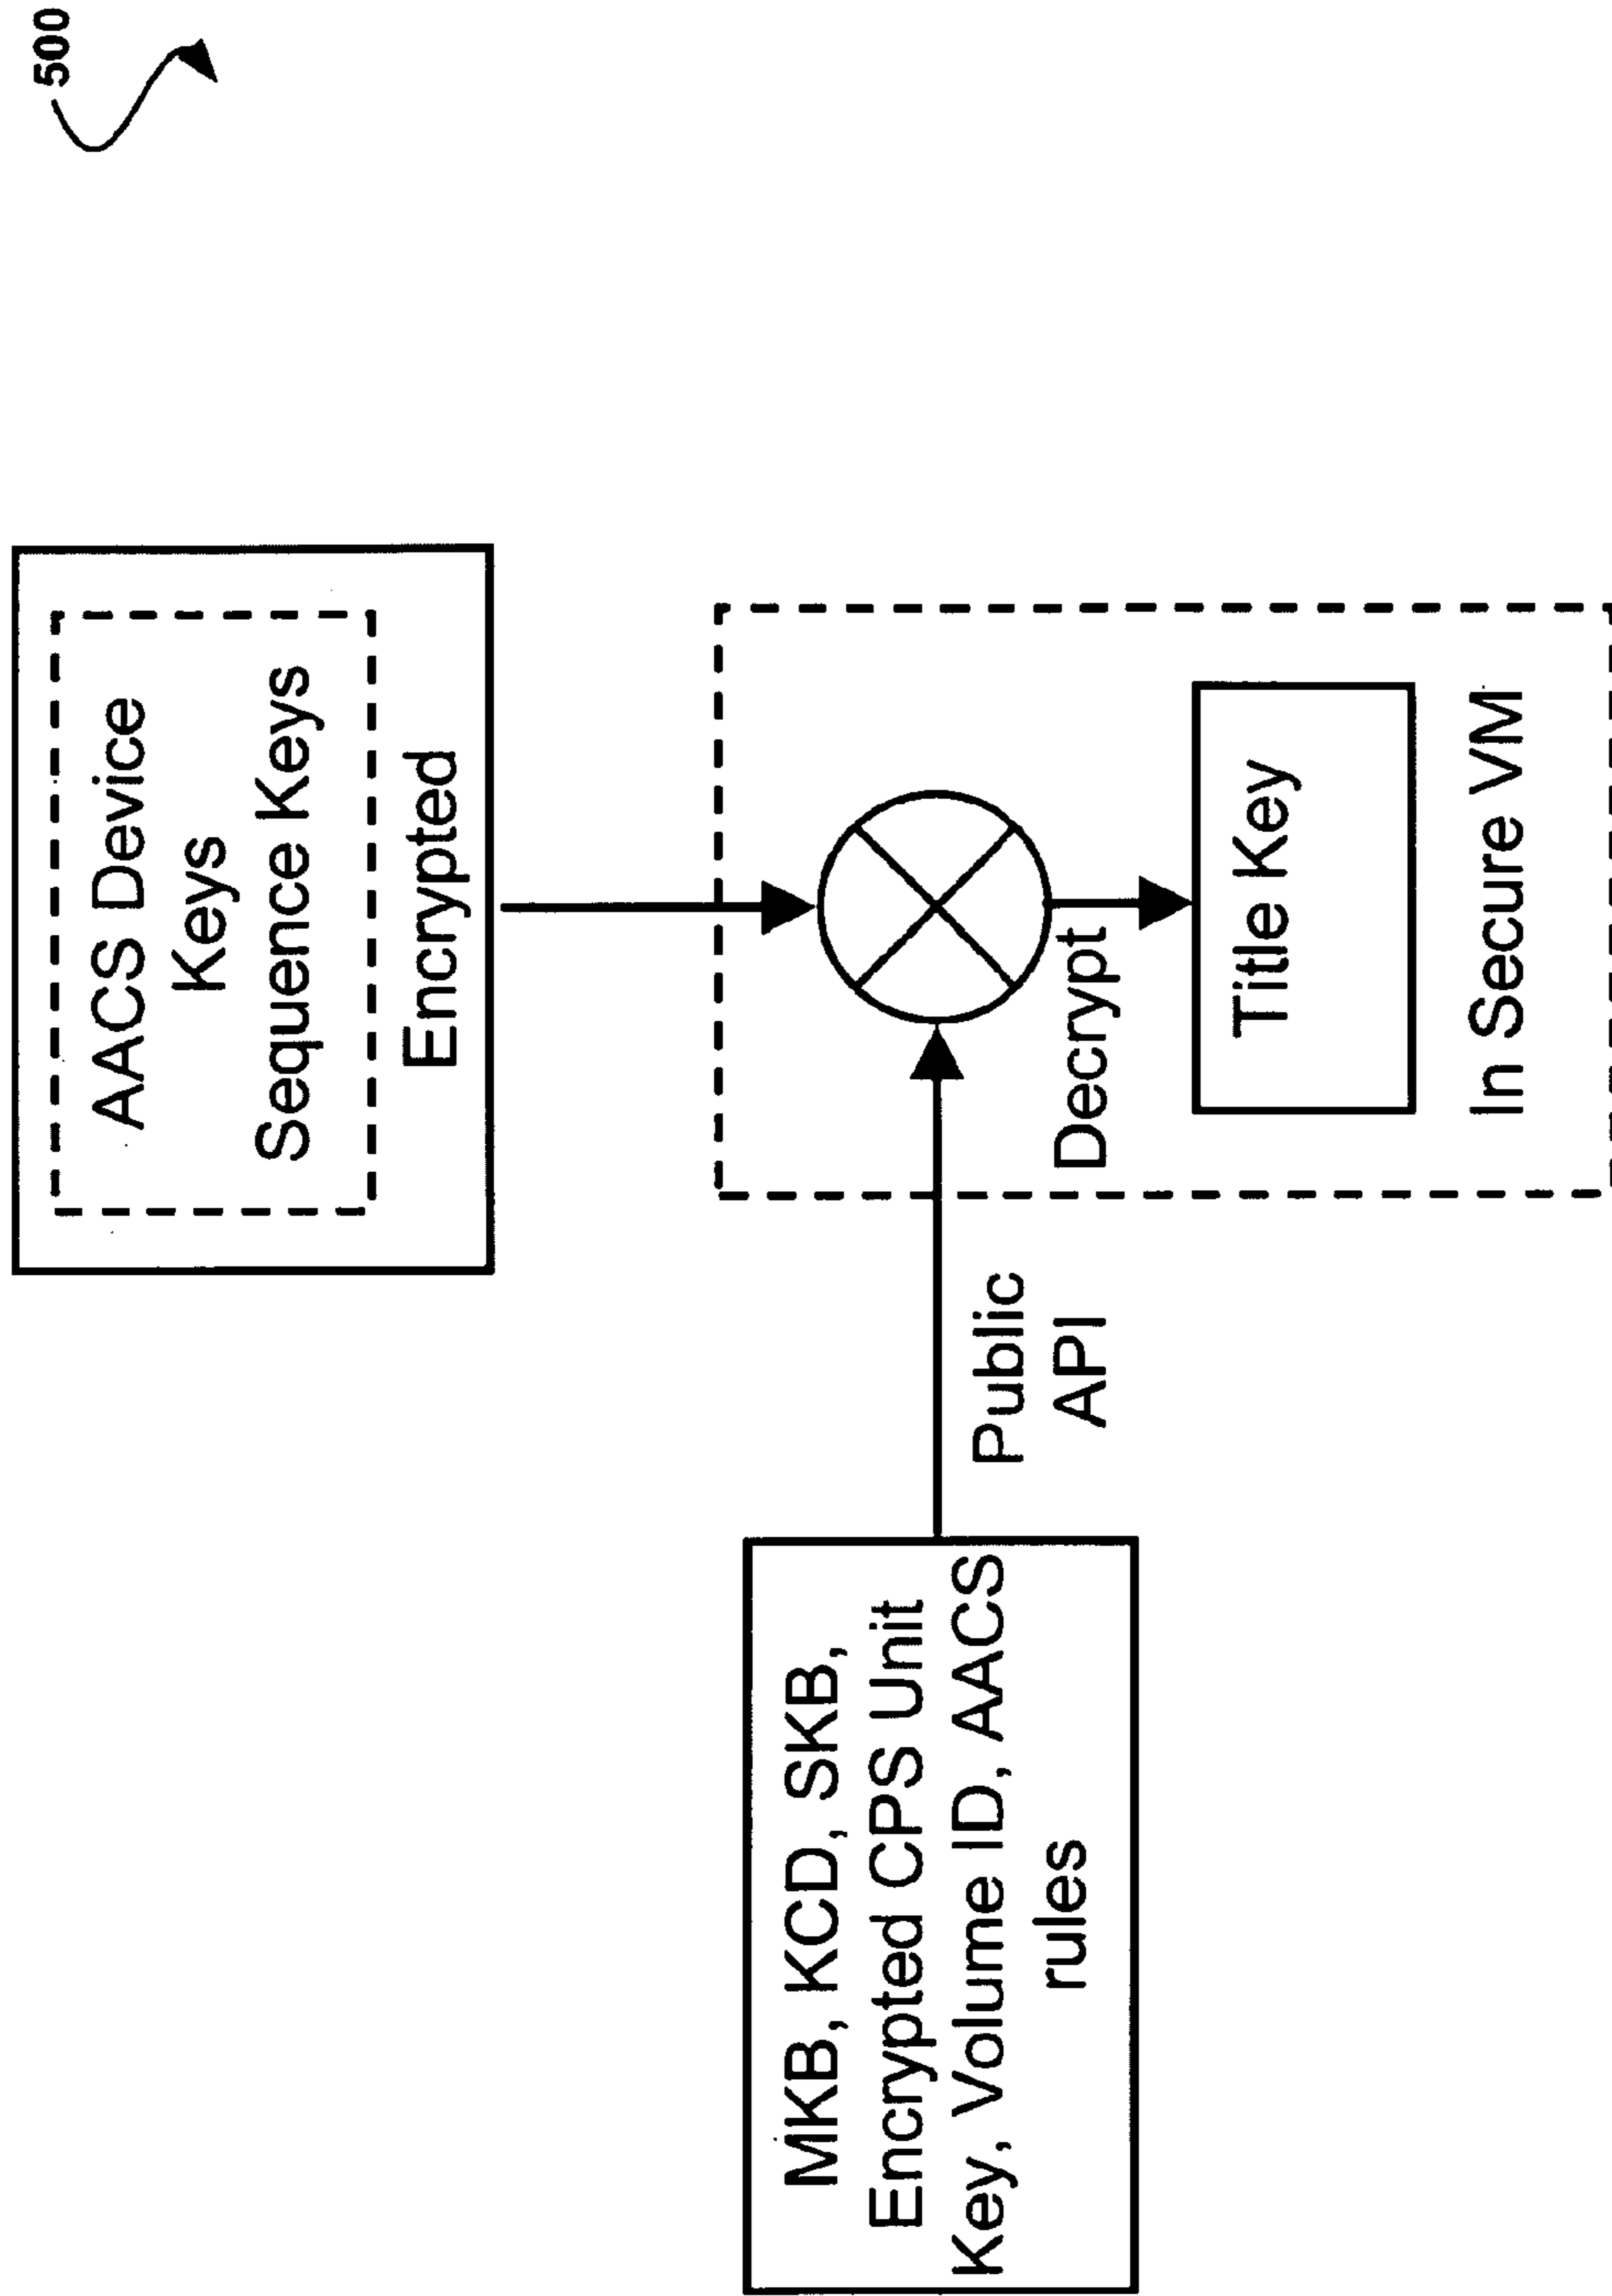 500
AACS Device
Keys
Sequence Keys
Encrypted
MKB, KCD, SKB,
Encrypted CPS Unit
Key, Volume ID, AACS
rules
Public
API
Decrypt
Title Key
In Secure VM